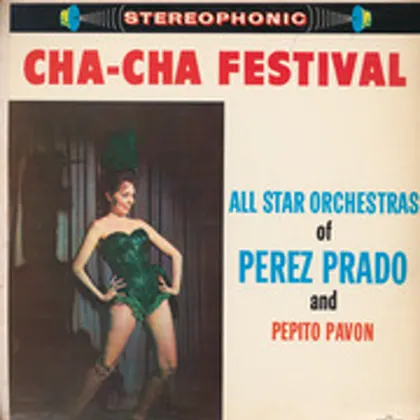 STEREOPHONIC
CHA-CHA FESTIVAL
ALL STAR ORCHESTRAS
of
PEREZ PRADO
and
PEPITO PAVON